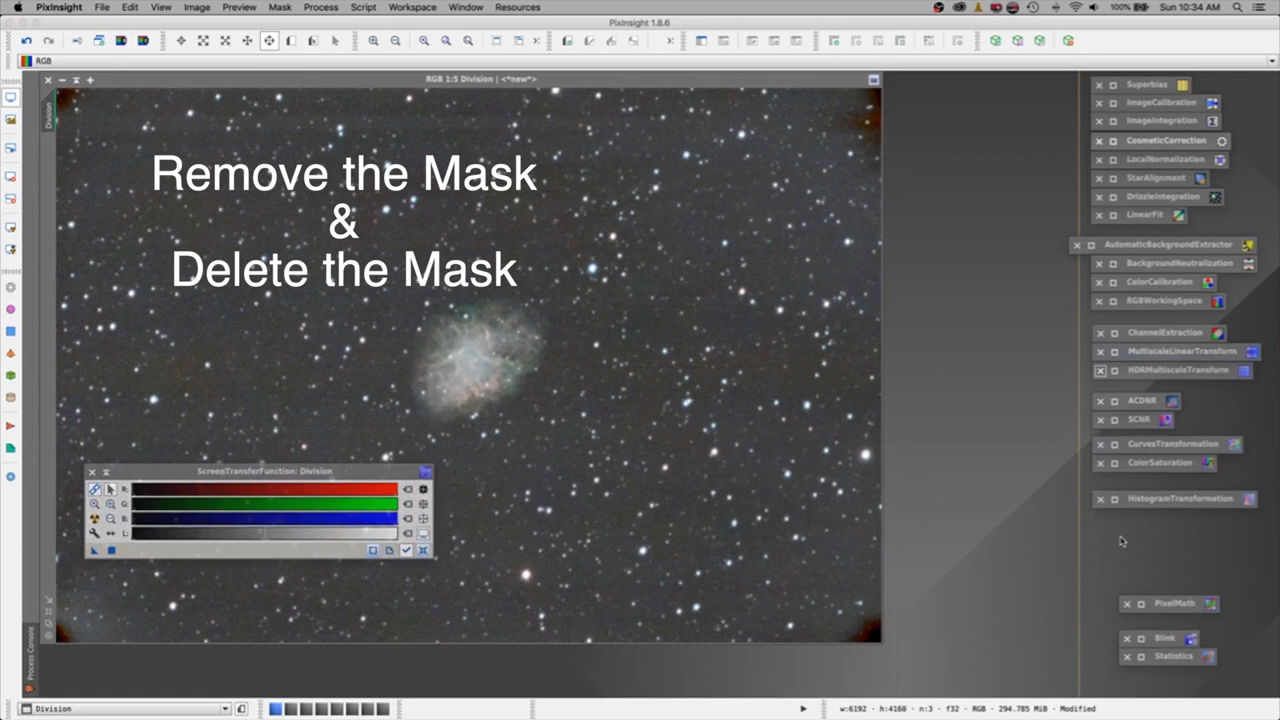 PixInsight File Edit View Image Preview Mask Process Script Workspace Window Resources 100% Sun 10:34 AM
PixInsight 1.8.6
RGB
RGB 1:5 Division | <*new*>
Division
Remove the Mask
&
Delete the Mask
Superbias
ImageCalibration
ImageIntegration
CosmeticCorrection
LocalNormalization
StarAlignment
DrizzleIntegration
LinearFit
AutomaticBackgroundExtractor
BackgroundNeutralization
ColorCalibration
RGBWorkingSpace
ChannelExtraction
MultiscaleLinearTransform
HDRMultiscaleTransform
ACDNR
SCNR
CurvesTransformation
ColorSaturation
HistogramTransformation
PixelMath
Blink
Statistics
ScreenTransferFunction: Division
R:
G:
B:
L:
Process Console
Division
w:6192 · h:4160 · n:3 · f32 · RGB · 294.785 MiB · Modified